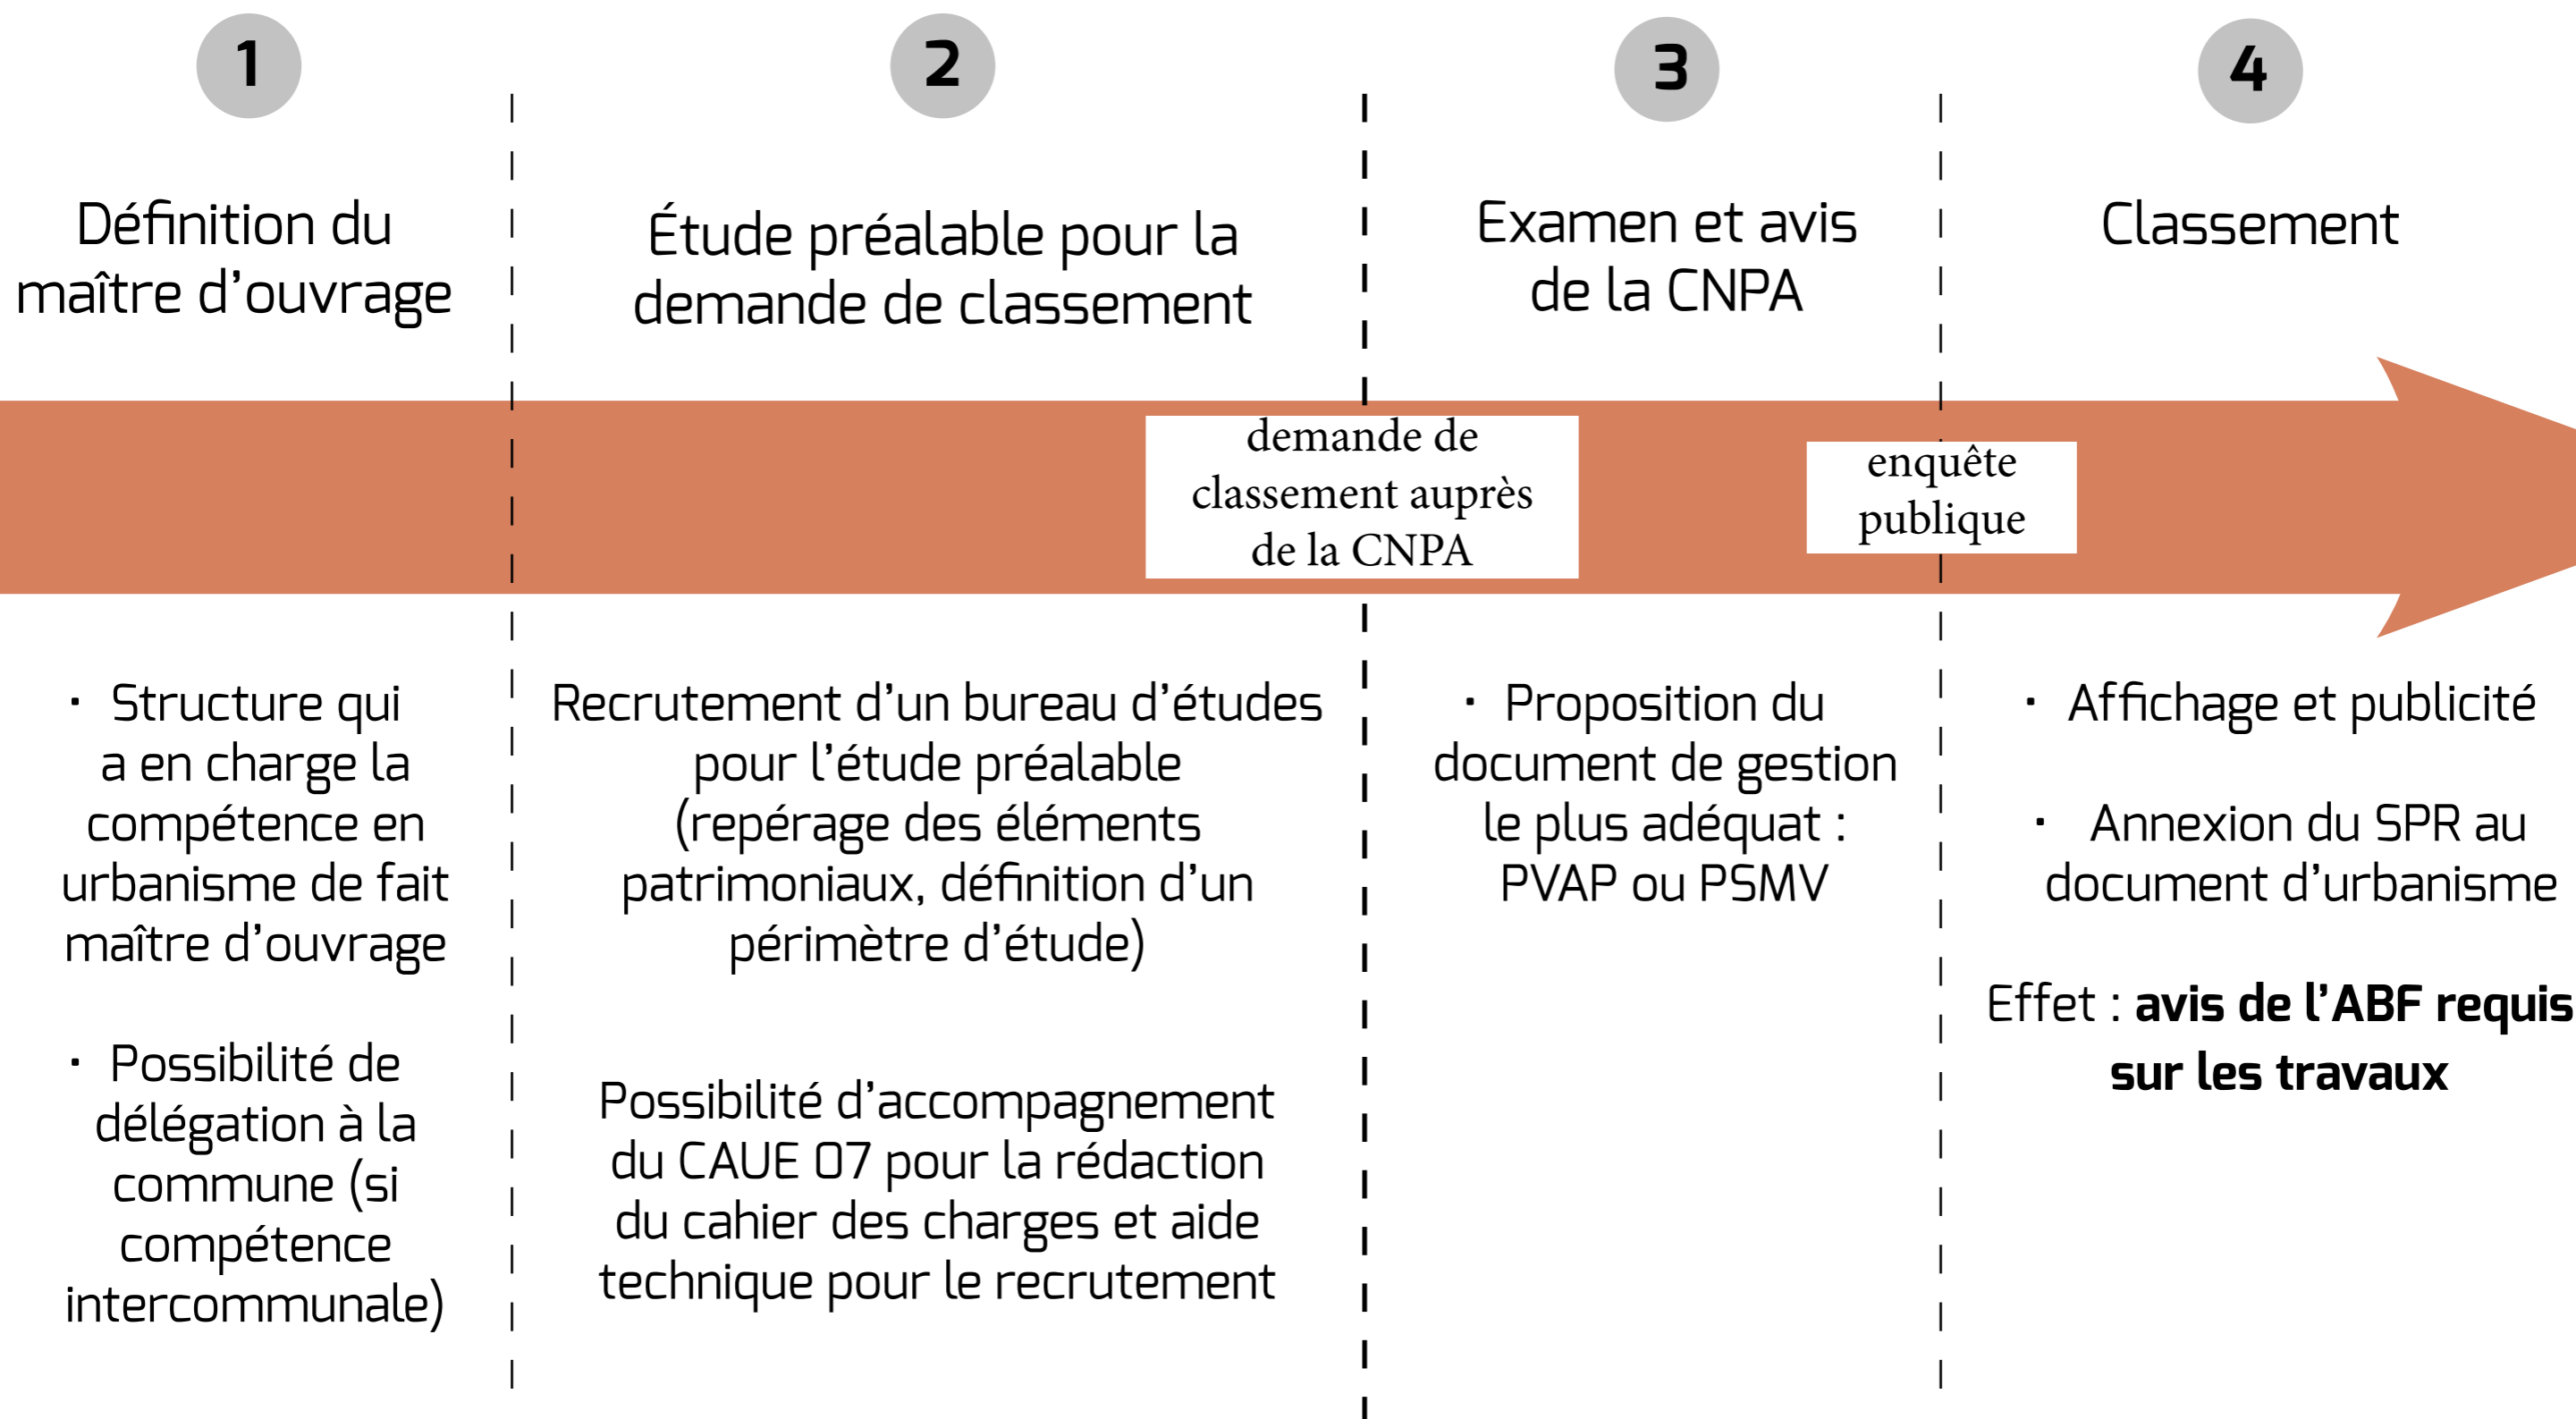 1
Définition du
maître d’ouvrage
2
Étude préalable pour la
demande de classement
3
Examen et avis
de la CNPA
4
Classement
demande de
classement auprès
de la CNPA
enquête
publique
· Structure qui
a en charge la
compétence en
urbanisme de fait
maître d’ouvrage
· Possibilité de
délégation à la
commune (si
compétence
intercommunale)
Recrutement d’un bureau d’études
pour l’étude préalable
(repérage des éléments
patrimoniaux, définition d’un
périmètre d’étude)
Possibilité d’accompagnement
du CAUE 07 pour la rédaction
du cahier des charges et aide
technique pour le recrutement
· Proposition du
document de gestion
le plus adéquat :
PVAP ou PSMV
· Affichage et publicité
· Annexion du SPR au
document d’urbanisme
Effet : avis de l’ABF requis
sur les travaux